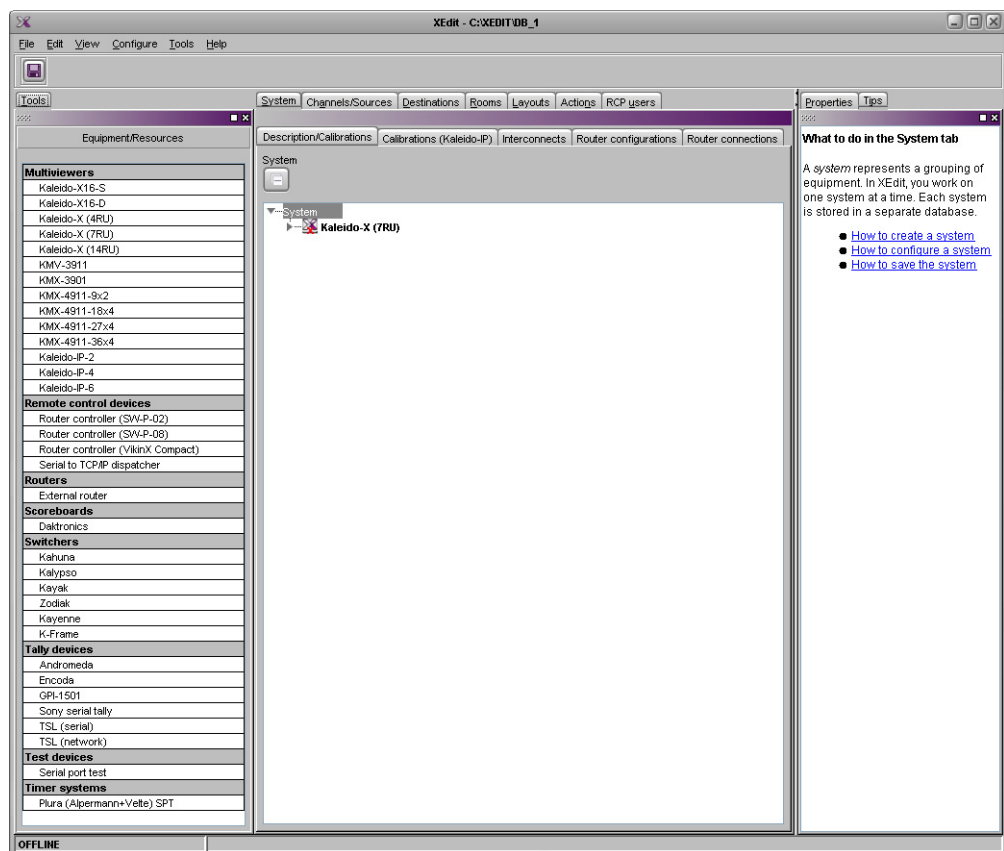 XEdit - C:\XEDIT\DB_1
File Edit View Configure Tools Help
Tools
Equipment/Resources
Multiviewers
Kaleido-X16-S
Kaleido-X16-D
Kaleido-X (4RU)
Kaleido-X (7RU)
Kaleido-X (14RU)
KMV-3911
KMX-3901
KMX-4911-9x2
KMX-4911-18x4
KMX-4911-27x4
KMX-4911-36x4
Kaleido-IP-2
Kaleido-IP-4
Kaleido-IP-6
Remote control devices
Router controller (SW-P-02)
Router controller (SW-P-08)
Router controller (VikinX Compact)
Serial to TCP/IP dispatcher
Routers
External router
Scoreboards
Daktronics
Switchers
Kahuna
Kalypso
Kayak
Zodiak
Kayenne
K-Frame
Tally devices
Andromeda
Encoda
GPI-1501
Sony serial tally
TSL (serial)
TSL (network)
Test devices
Serial port test
Timer systems
Plura (Alpermann+Velte) SPT
System Channels/Sources Destinations Rooms Layouts Actions RCP users
Description/Calibrations Calibrations (Kaleido-IP) Interconnects Router configurations Router connections
System
System
Kaleido-X (7RU)
Properties Tips
What to do in the System tab
A system represents a grouping of
equipment. In XEdit, you work on
one system at a time. Each system
is stored in a separate database.
How to create a system
How to configure a system
How to save the system
OFFLINE